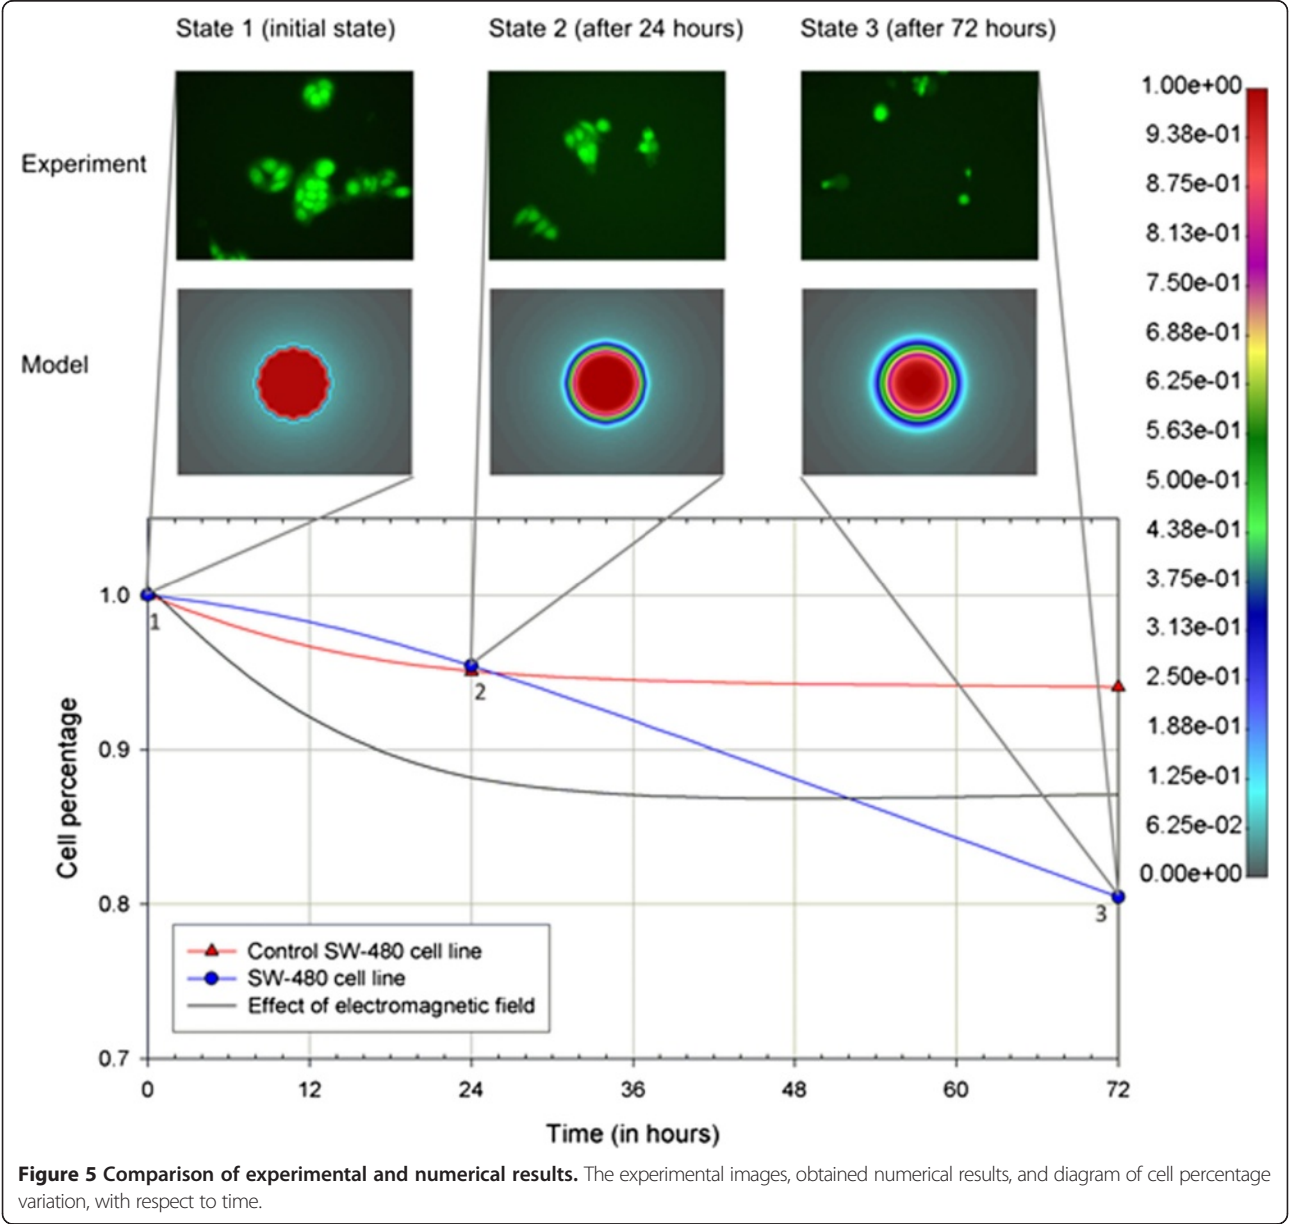 State 1 (initial state)
State 2 (after 24 hours)
State 3 (after 72 hours)
Experiment
Model
1.00e+00
9.38e-01
8.75e-01
8.13e-01
7.50e-01
6.88e-01
6.25e-01
5.63e-01
5.00e-01
4.38e-01
3.75e-01
3.13e-01
2.50e-01
1.88e-01
1.25e-01
6.25e-02
0.00e+00
Cell percentage
1.0
0.9
0.8
0.7
1
2
3
Control SW-480 cell line
SW-480 cell line
Effect of electromagnetic field
0 12 24 36 48 60 72
Time (in hours)
Figure 5 Comparison of experimental and numerical results. The experimental images, obtained numerical results, and diagram of cell percentage
variation, with respect to time.